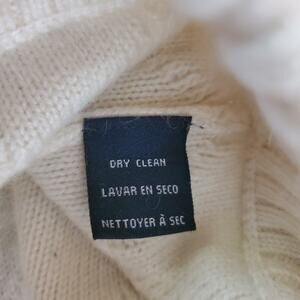 DRY CLEAN
LAVAR EN SECO
NETTOYER À SEC